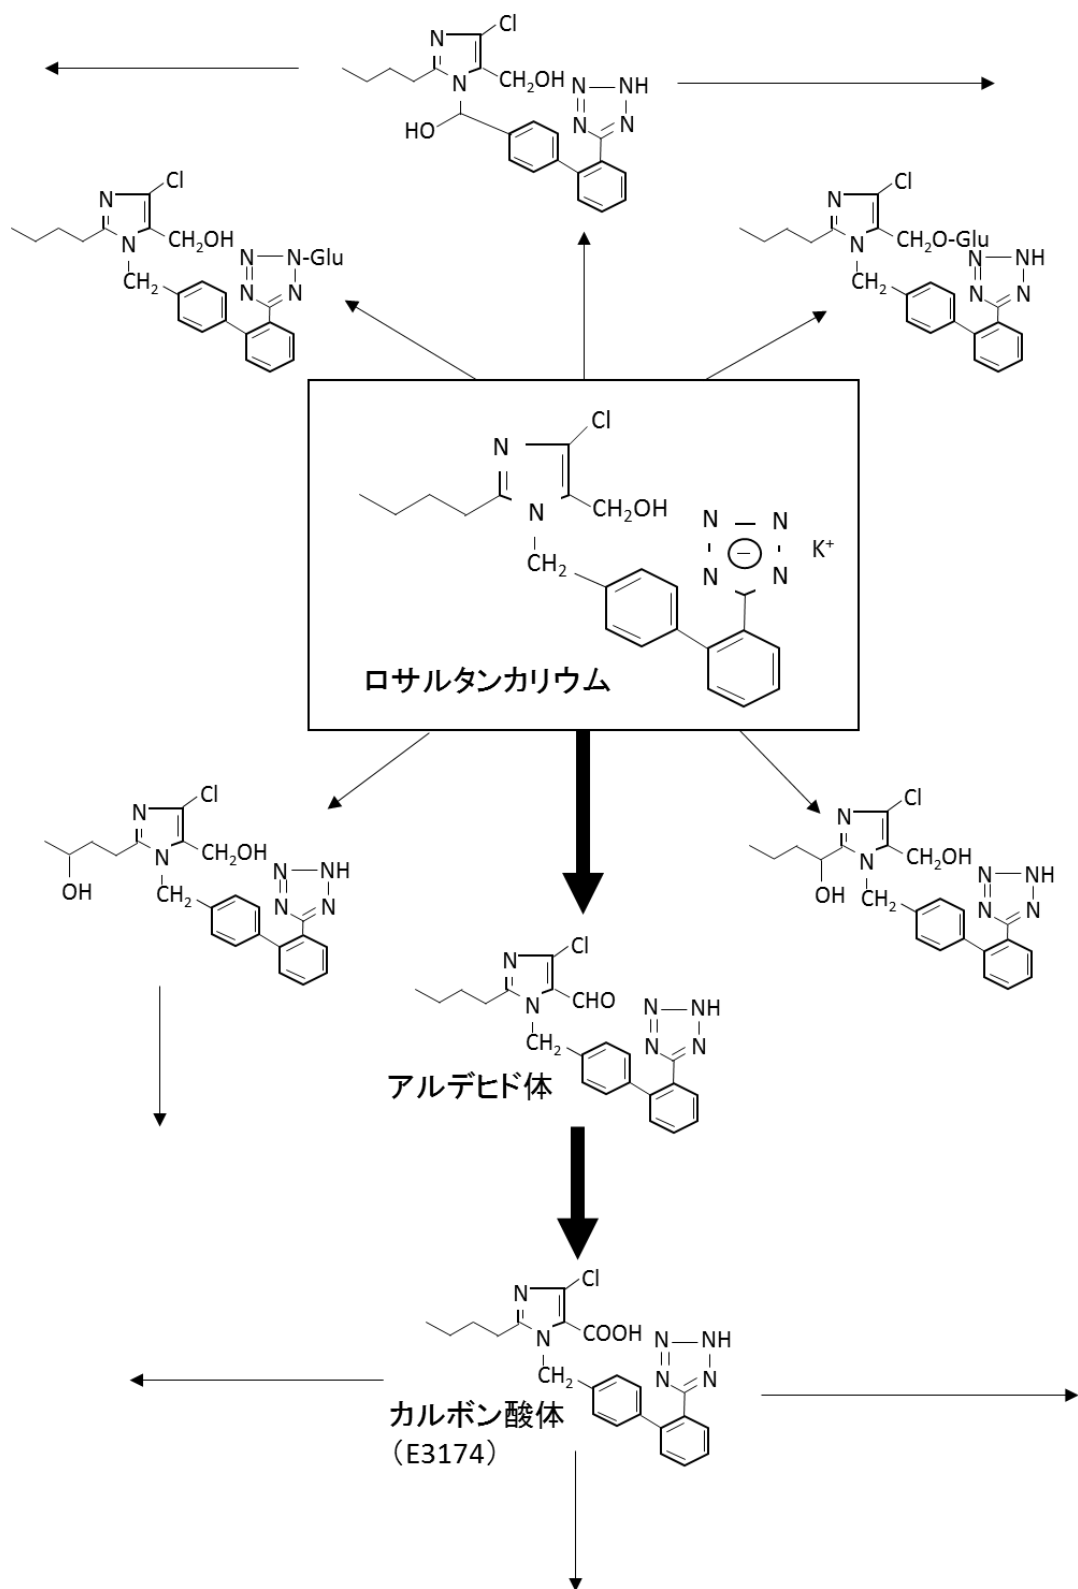 Cl
N
N
CH₂OH
HO
N
NH
N
N
Cl
N
N
CH₂OH
CH₂
N
N-Glu
N
N
Cl
N
N
CH₂O-Glu
CH₂
N
NH
N
N
Cl
N
N
CH₂OH
CH₂
N
N
N
N
−
K⁺
ロサルタンカリウム
Cl
N
N
CH₂OH
OH
CH₂
N
NH
N
N
Cl
N
N
CH₂OH
OH
CH₂
N
NH
N
N
Cl
N
N
CHO
CH₂
N
NH
N
N
アルデヒド体
Cl
N
N
COOH
CH₂
N
NH
N
N
カルボン酸体
（E3174）